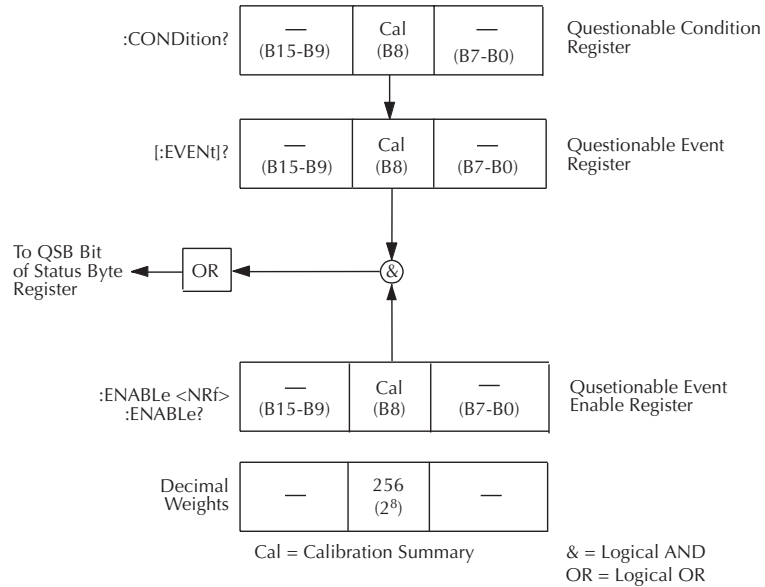 :CONDition?
—
(B15-B9)
Cal
(B8)
—
(B7-B0)
Questionable Condition
Register
[:EVENt]?
—
(B15-B9)
Cal
(B8)
—
(B7-B0)
Questionable Event
Register
To QSB Bit
of Status Byte
Register
OR
&
:ENABLe <NRf>
:ENABLe?
—
(B15-B9)
Cal
(B8)
—
(B7-B0)
Qusetionable Event
Enable Register
Decimal
Weights
—
256
(2⁸)
—
Cal = Calibration Summary
& = Logical AND
OR = Logical OR